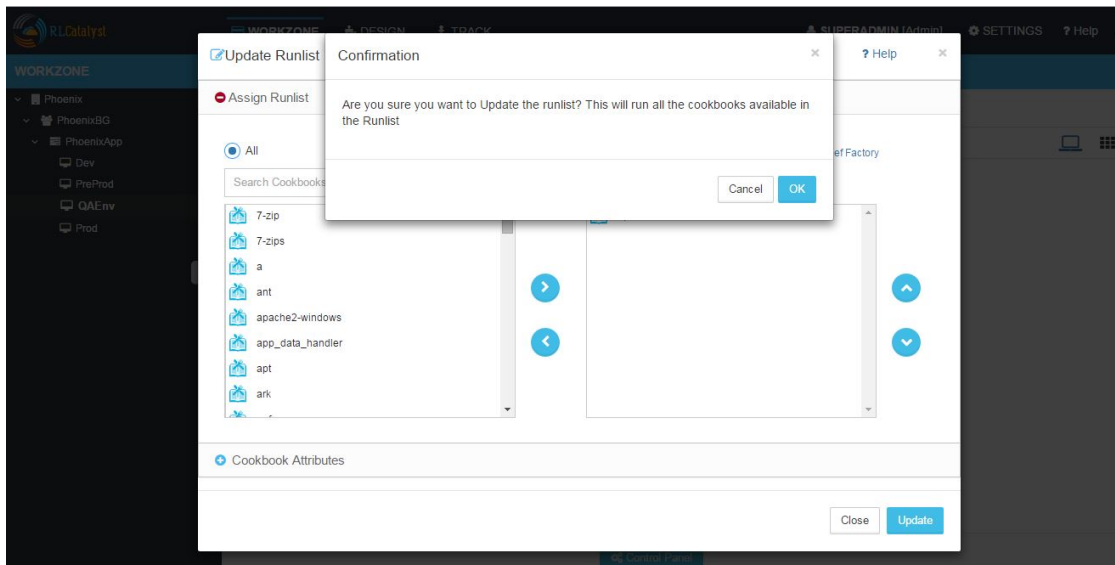 RLCatalyst
WORKZONE
DESIGN
TRACK
SUPERADMIN [Admin]
SETTINGS
? Help
WORKZONE
Phoenix
PhoenixBG
PhoenixApp
Dev
PreProd
QAEnv
Prod
Update Runlist
? Help
×
Confirmation
×
Are you sure you want to Update the runlist? This will run all the cookbooks available in
the Runlist
Cancel
OK
Assign Runlist
All
ef Factory
Search Cookbooks
7-zip
7-zips
a
ant
apache2-windows
app_data_handler
apt
ark
Cookbook Attributes
Close
Update
Control Panel